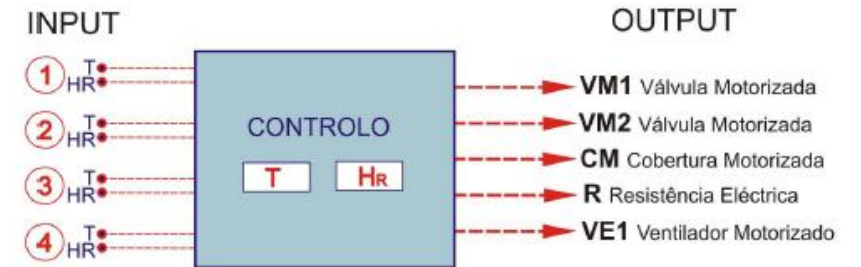 INPUT
OUTPUT
1 T
HR
2 T
HR
3 T
HR
4 T
HR
CONTROLO
T HR
VM1 Válvula Motorizada
VM2 Válvula Motorizada
CM Cobertura Motorizada
R Resistência Eléctrica
VE1 Ventilador Motorizado